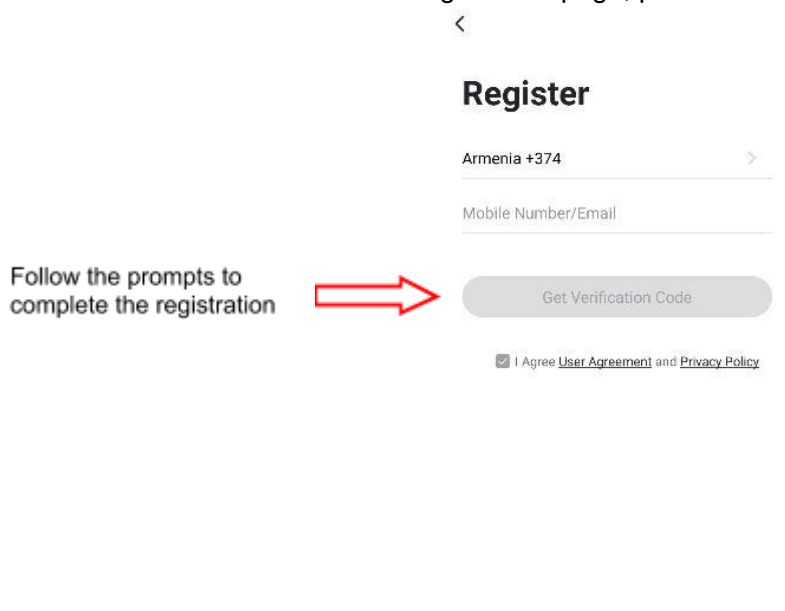 Register
Armenia +374
Mobile Number/Email
Follow the prompts to
complete the registration
Get Verification Code
I Agree User Agreement and Privacy Policy